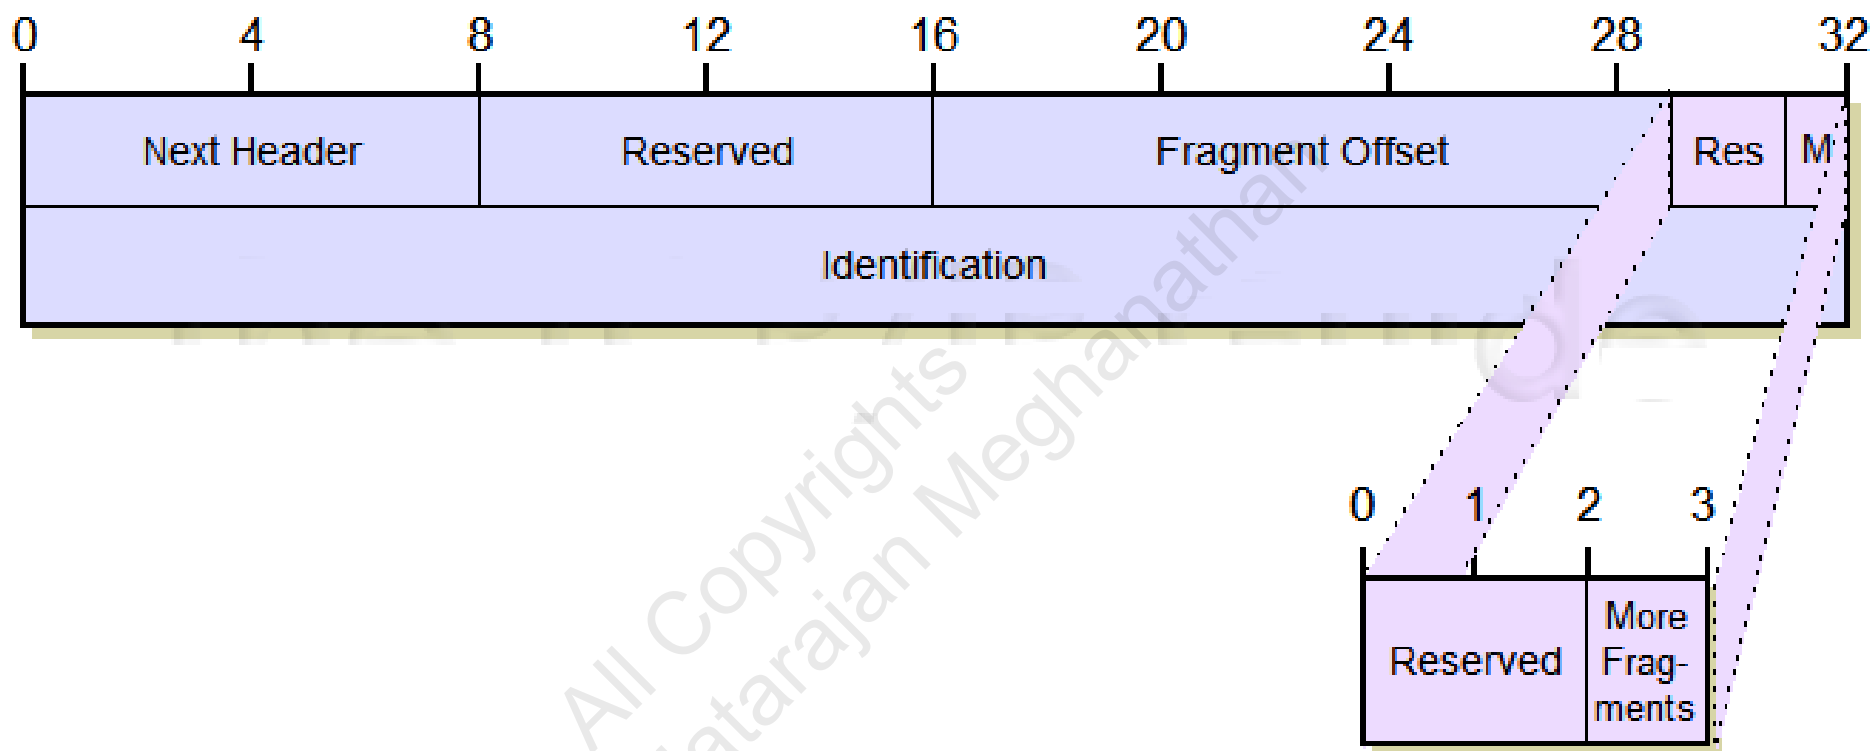 0 4 8 12 16 20 24 28 32
Next Header Reserved Fragment Offset Res M
Identification
0 1 2 3
Reserved
More
Frag-
ments
All Copyrights
Meghanathan